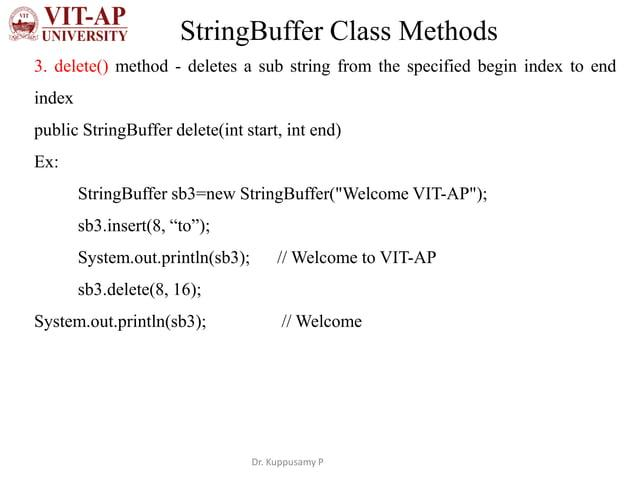 VIT-AP
UNIVERSITY
StringBuffer Class Methods
3. delete() method - deletes a sub string from the specified begin index to end
index
public StringBuffer delete(int start, int end)
Ex:
StringBuffer sb3=new StringBuffer("Welcome VIT-AP");
sb3.insert(8, “to”);
System.out.println(sb3); // Welcome to VIT-AP
sb3.delete(8, 16);
System.out.println(sb3); // Welcome
Dr. Kuppusamy P